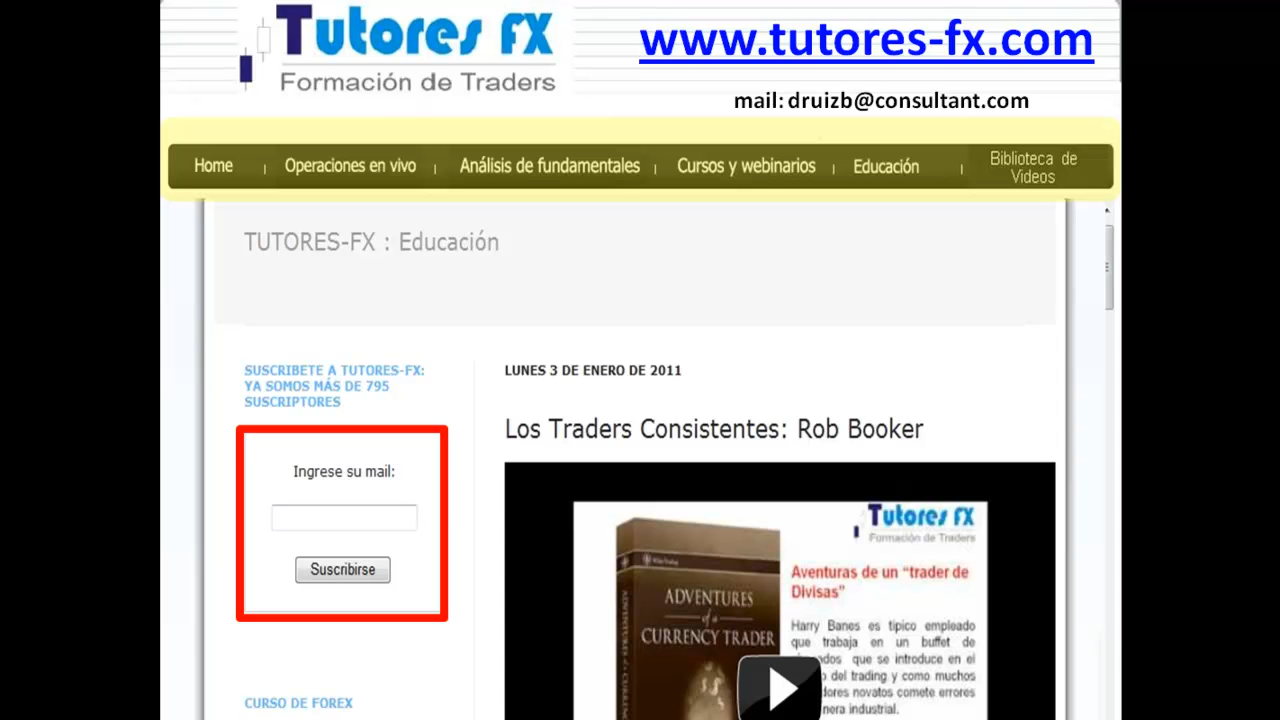 Tutores FX
Formación de Traders
www.tutores-fx.com
mail: druizb@consultant.com
Home
Operaciones en vivo
Análisis de fundamentales
Cursos y webinarios
Educación
Biblioteca de
Videos
TUTORES-FX : Educación
SUSCRIBETE A TUTORES-FX:
YA SOMOS MÁS DE 795
SUSCRIPTORES
Ingrese su mail:
Suscribirse
CURSO DE FOREX
LUNES 3 DE ENERO DE 2011
Los Traders Consistentes: Rob Booker
Tutores FX
Formación de Traders
ADVENTURES
of a
CURRENCY TRADER
Aventuras de un “trader de
Divisas”
Harry Banes es tipico empleado
que trabaja en un buffet de
que se introduce en el
del trading y como muchos
novatos comete errores
industrial.